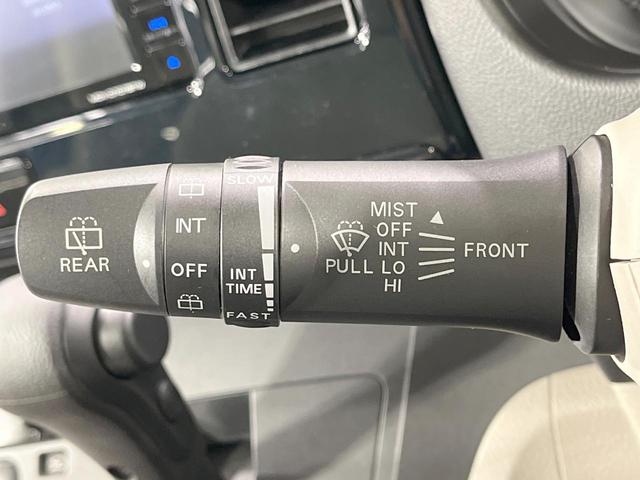 REAR
INT
OFF
SLOW
INT
TIME
FAST
MIST
OFF
INT
PULL LO
HI
FRONT